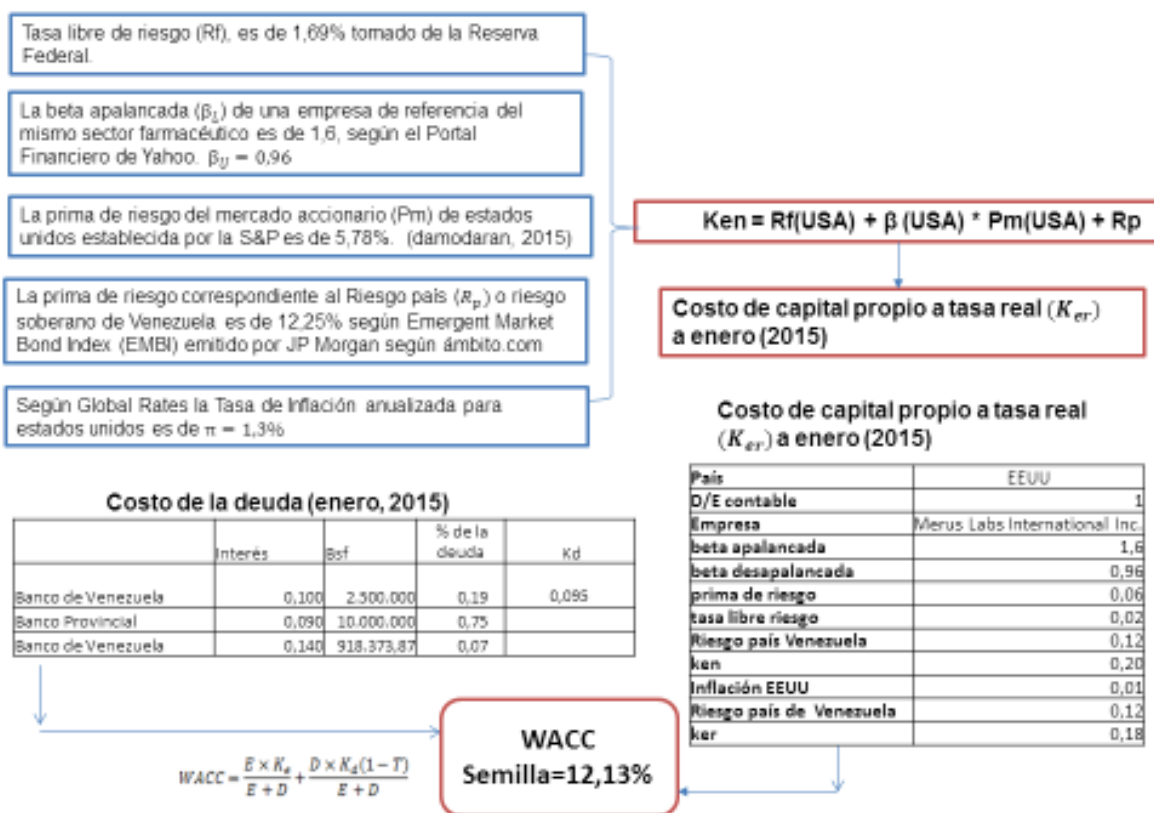 Tasa libre de riesgo (Rf), es de 1,69% tomado de la Reserva
Federal.
La beta apalancada (β_L) de una empresa de referencia del
mismo sector farmacéutico es de 1,6, según el Portal
Financiero de Yahoo. β_U = 0,96
La prima de riesgo del mercado accionario (Pm) de estados
unidos establecida por la S&P es de 5,78%. (damodaran, 2015)
La prima de riesgo correspondiente al Riesgo país (R_p) o riesgo
soberano de Venezuela es de 12,25% según Emergent Market
Bond Index (EMBI) emitido por JP Morgan según ámbito.com
Según Global Rates la Tasa de Inflación anualizada para
estados unidos es de π = 1,3%
Ken = Rf(USA) + β (USA) * Pm(USA) + Rp
Costo de capital propio a tasa real (K_er)
a enero (2015)
Costo de la deuda (enero, 2015)
Interés Bsf % de la deuda Kd
Banco de Venezuela 0,100 2.500.000 0,19 0,095
Banco Provincial 0,090 10.000.000 0,75
Banco de Venezuela 0,140 918.373,87 0,07
Costo de capital propio a tasa real
(K_er) a enero (2015)
País EEUU
D/E contable 1
Empresa Merus Labs International Inc.
beta apalancada 1,6
beta desapalancada 0,96
prima de riesgo 0,06
tasa libre riesgo 0,02
Riesgo país Venezuela 0,12
ken 0,20
Inflación EEUU 0,01
Riesgo país de Venezuela 0,12
ker 0,18
WACC = (E × K_e)/(E + D) + (D × K_d(1 − T))/(E + D)
WACC
Semilla=12,13%